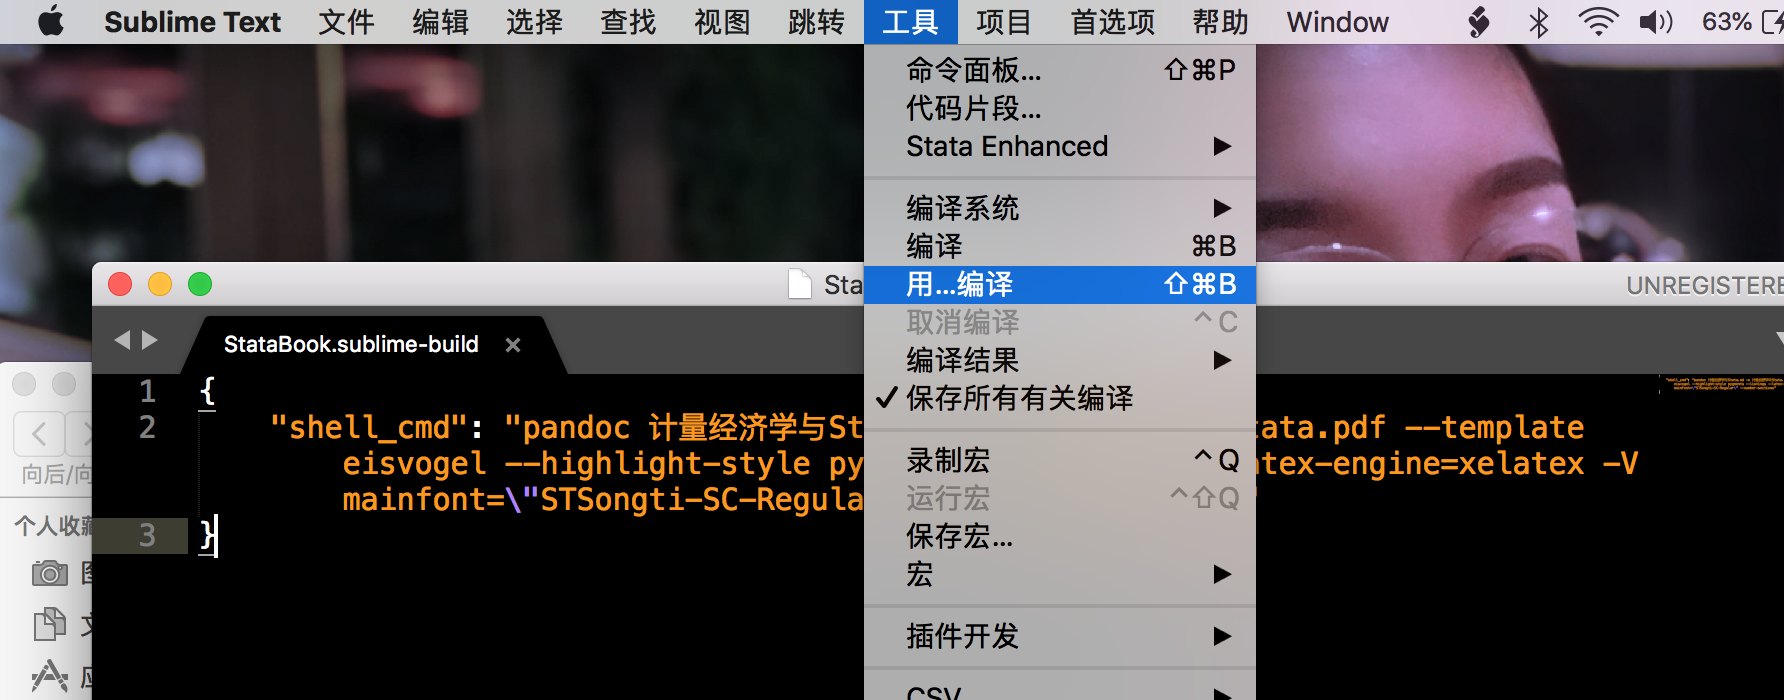 Sublime Text 文件 编辑 选择 查找 视图 跳转 工具 项目 首选项 帮助 Window 63%
命令面板... ⇧⌘P
代码片段...
Stata Enhanced
编译系统
编译 ⌘B
用...编译 ⇧⌘B
取消编译 ^C
编译结果
保存所有有关编译
录制宏 ^Q
运行宏 ^⇧Q
保存宏...
宏
插件开发
CSV
UNREGISTERE
StataBook.sublime-build
1 {
2 "shell_cmd": "pandoc 计量经济学与St ata.pdf --template
eisvogel --highlight-style py tex-engine=xelatex -V
mainfont=\"STSongti-SC-Regula "
3 }
向后/向
个人收藏